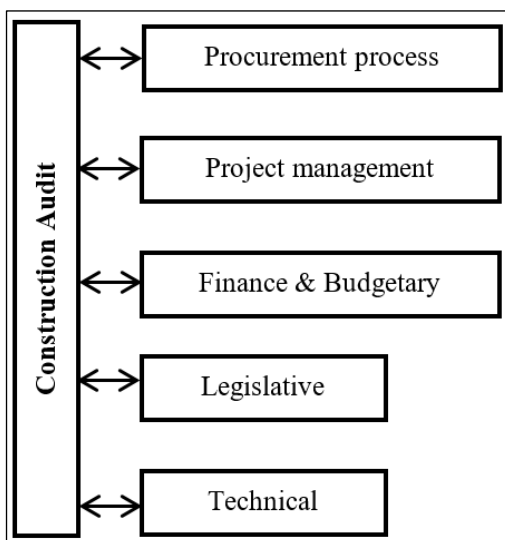 Construction Audit
Procurement process
Project management
Finance & Budgetary
Legislative
Technical